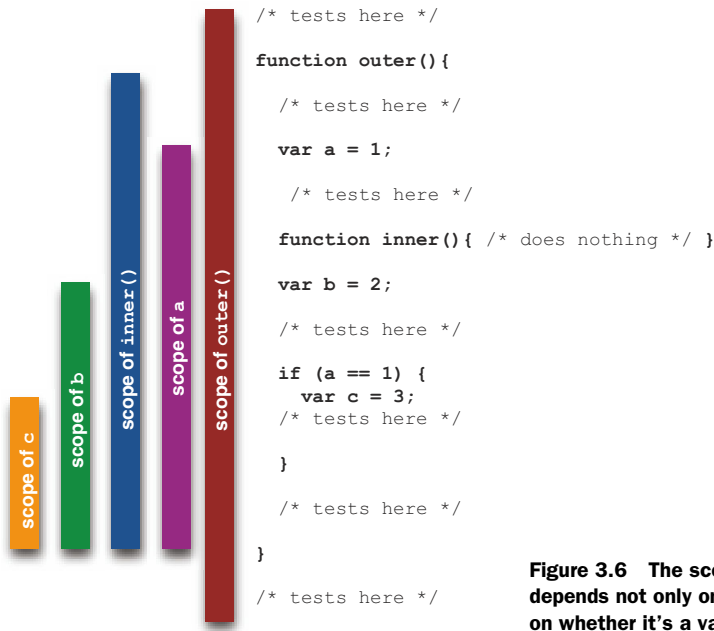 /* tests here */
function outer(){
/* tests here */
var a = 1;
/* tests here */
function inner(){ /* does nothing */ }
var b = 2;
/* tests here */
if (a == 1) {
var c = 3;
/* tests here */
}
/* tests here */
}
/* tests here */
scope of c
scope of b
scope of inner()
scope of a
scope of outer()
Figure 3.6 The sco
depends not only on
on whether it's a va